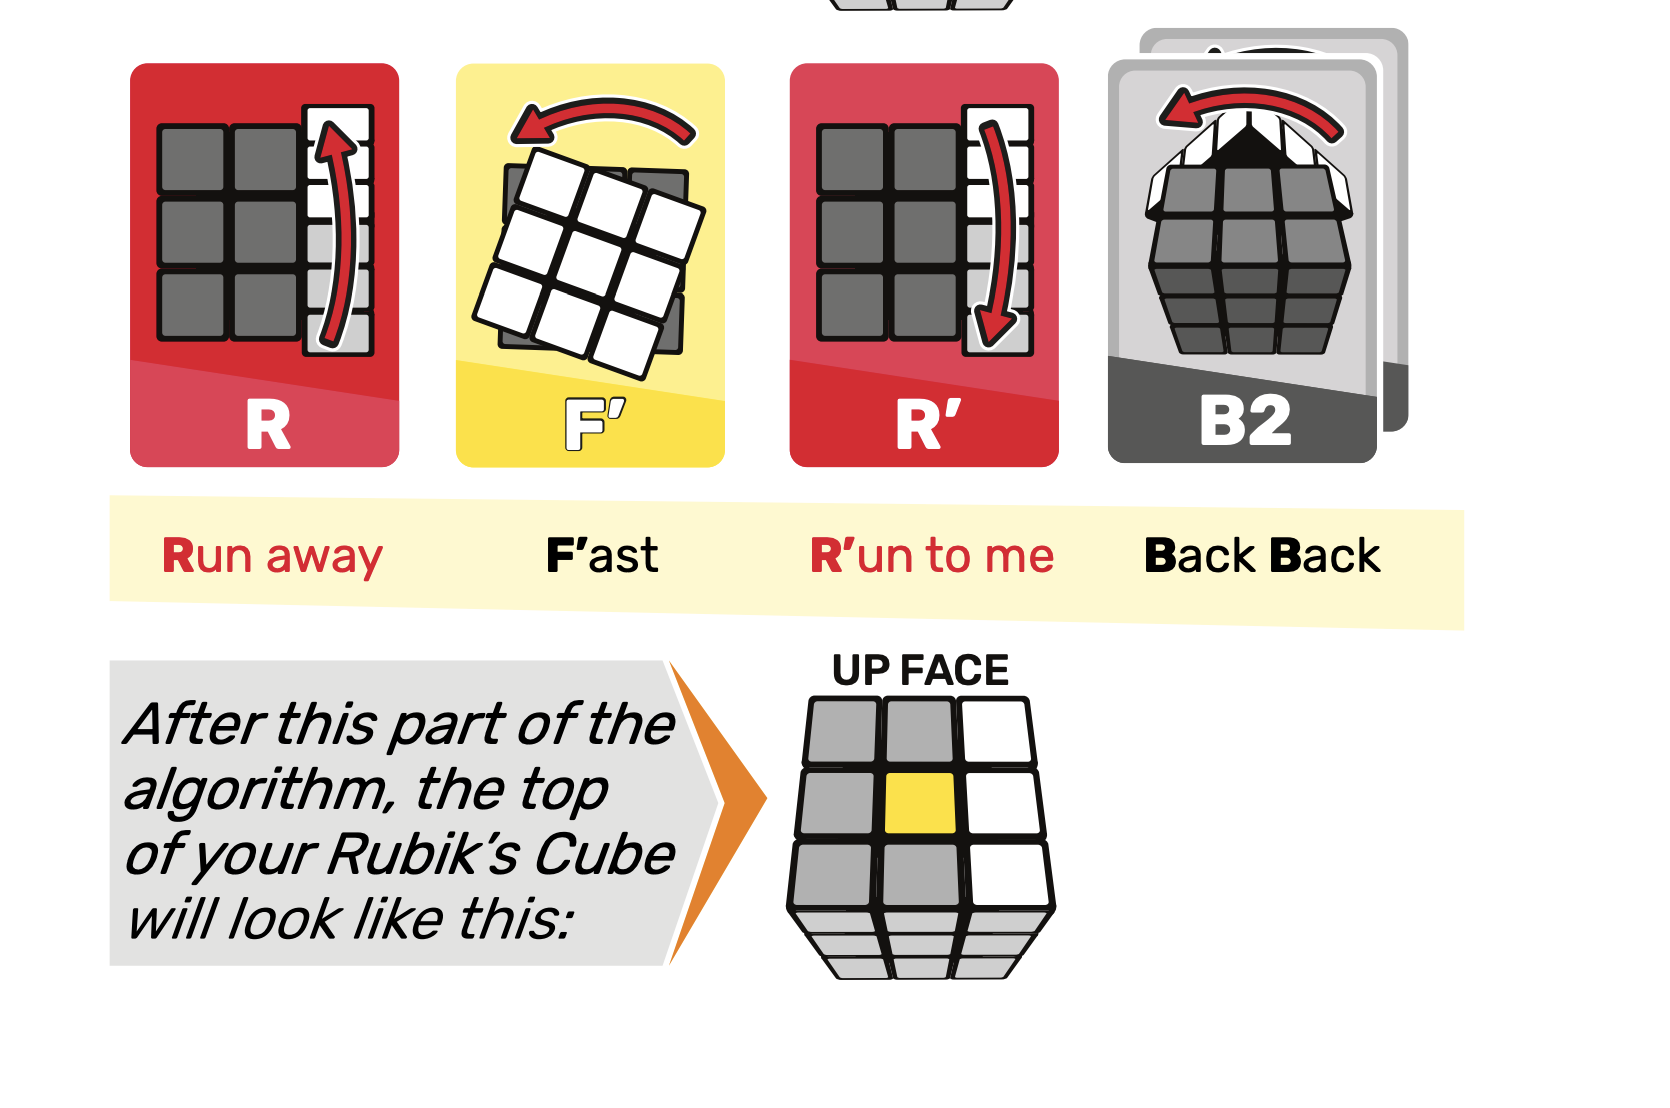 R
F’
R’
B2
Run away
F’ast
R’un to me
Back Back
UP FACE
After this part of the
algorithm, the top
of your Rubik’s Cube
will look like this: